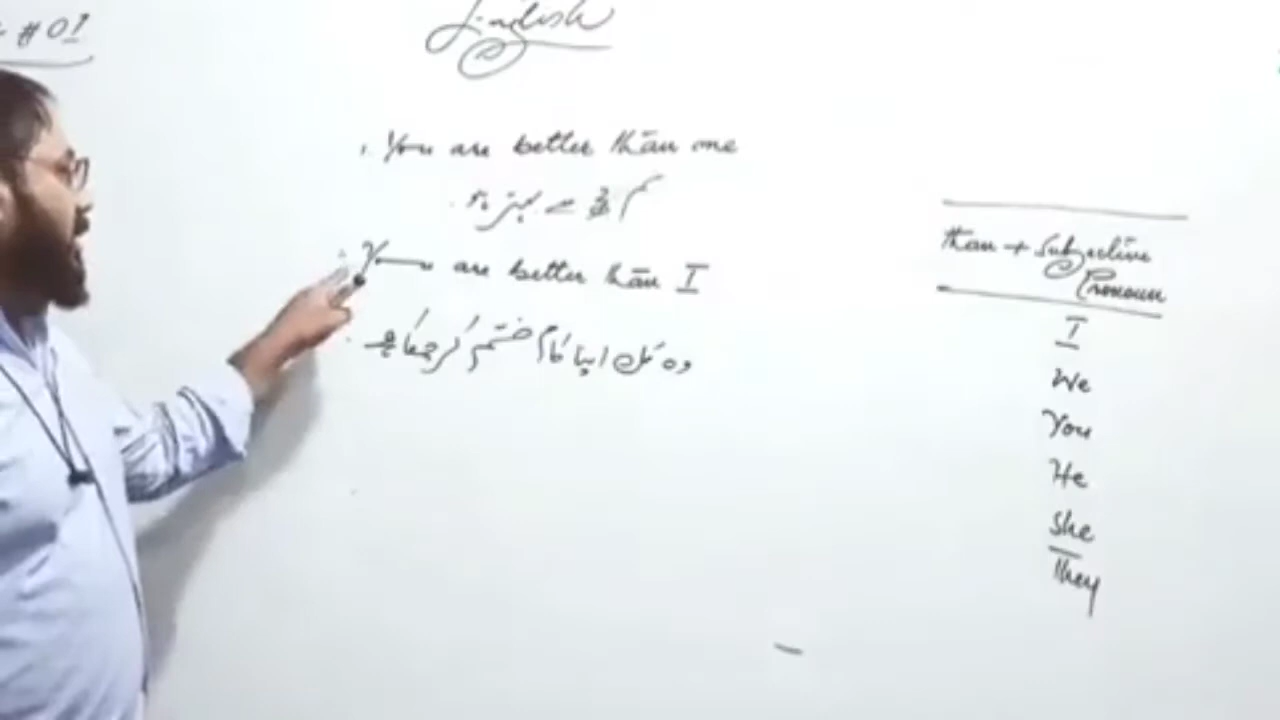 #01
English
1. You are better than me
تم مجھ سے بہتر ہو۔
You are better than I
وہ کل اپنا کام ختم کر چکا ہے
than + Subjective
Pronoun
I
We
You
He
She
They